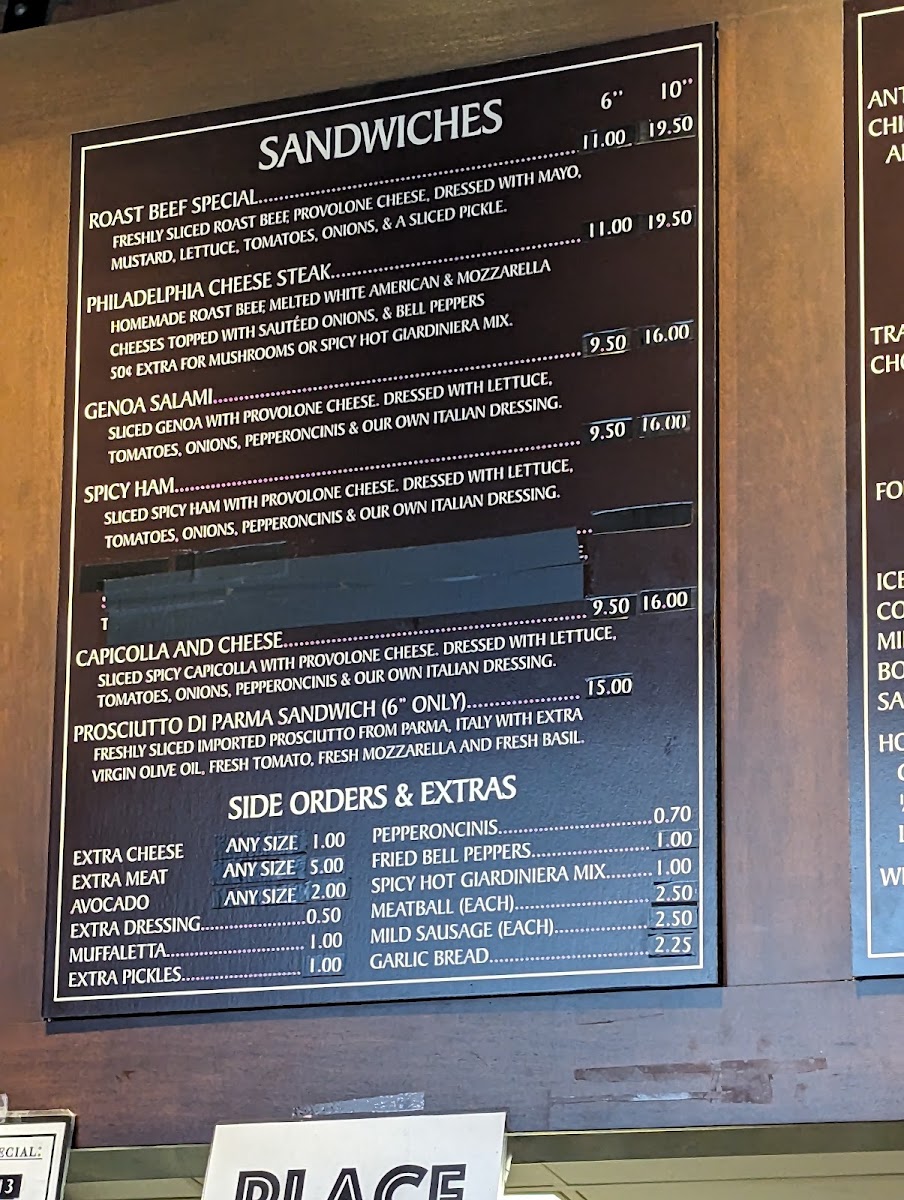 SANDWICHES 6" 10"
ROAST BEEF SPECIAL 11.00 19.50
FRESHLY SLICED ROAST BEEF, PROVOLONE CHEESE, DRESSED WITH MAYO,
MUSTARD, LETTUCE, TOMATOES, ONIONS, & A SLICED PICKLE.
PHILADELPHIA CHEESE STEAK 11.00 19.50
HOMEMADE ROAST BEEF, MELTED WHITE AMERICAN & MOZZARELLA
CHEESES TOPPED WITH SAUTÉED ONIONS, & BELL PEPPERS
50¢ EXTRA FOR MUSHROOMS OR SPICY HOT GIARDINIERA MIX.
GENOA SALAMI 9.50 16.00
SLICED GENOA WITH PROVOLONE CHEESE. DRESSED WITH LETTUCE,
TOMATOES, ONIONS, PEPPERONCINIS & OUR OWN ITALIAN DRESSING.
SPICY HAM 9.50 16.00
SLICED SPICY HAM WITH PROVOLONE CHEESE. DRESSED WITH LETTUCE,
TOMATOES, ONIONS, PEPPERONCINIS & OUR OWN ITALIAN DRESSING.
CAPICOLLA AND CHEESE 9.50 16.00
SLICED SPICY CAPICOLLA WITH PROVOLONE CHEESE. DRESSED WITH LETTUCE,
TOMATOES, ONIONS, PEPPERONCINIS & OUR OWN ITALIAN DRESSING.
PROSCIUTTO DI PARMA SANDWICH (6" ONLY) 15.00
FRESHLY SLICED IMPORTED PROSCIUTTO FROM PARMA, ITALY WITH EXTRA
VIRGIN OLIVE OIL, FRESH TOMATO, FRESH MOZZARELLA AND FRESH BASIL.
SIDE ORDERS & EXTRAS
EXTRA CHEESE ANY SIZE 1.00
EXTRA MEAT ANY SIZE 5.00
AVOCADO ANY SIZE 2.00
EXTRA DRESSING 0.50
MUFFALETTA 1.00
EXTRA PICKLES 1.00
PEPPERONCINIS 0.70
FRIED BELL PEPPERS 1.00
SPICY HOT GIARDINIERA MIX 1.00
MEATBALL (EACH) 2.50
MILD SAUSAGE (EACH) 2.50
GARLIC BREAD 2.25
PLACE